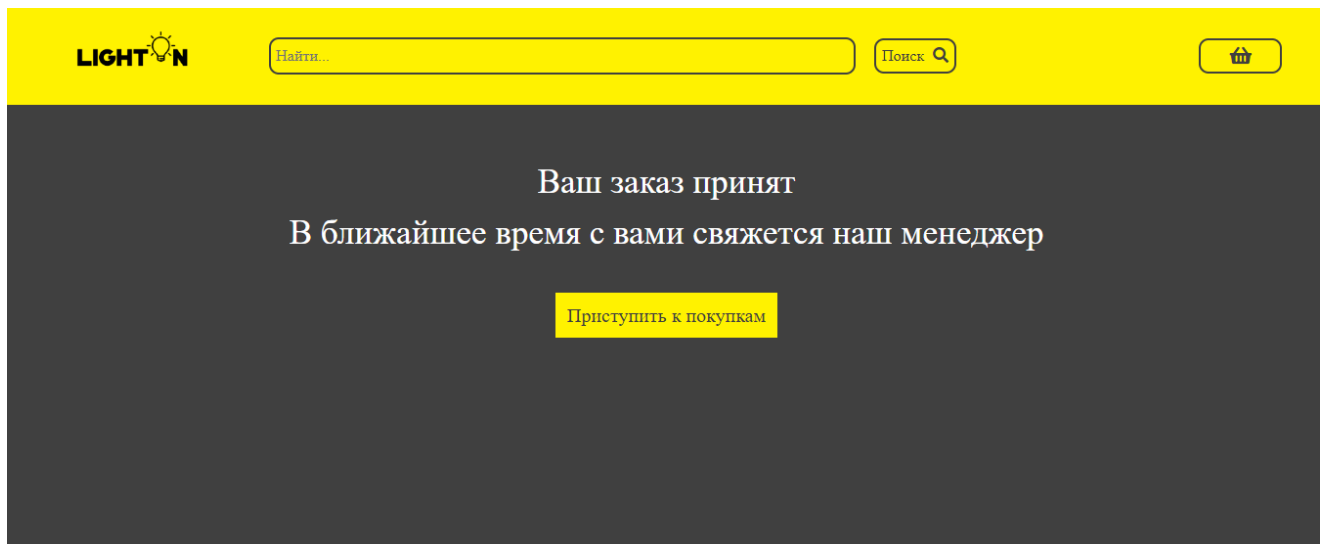 LIGHTON
Найти...
Поиск
Ваш заказ принят
В ближайшее время с вами свяжется наш менеджер
Приступить к покупкам